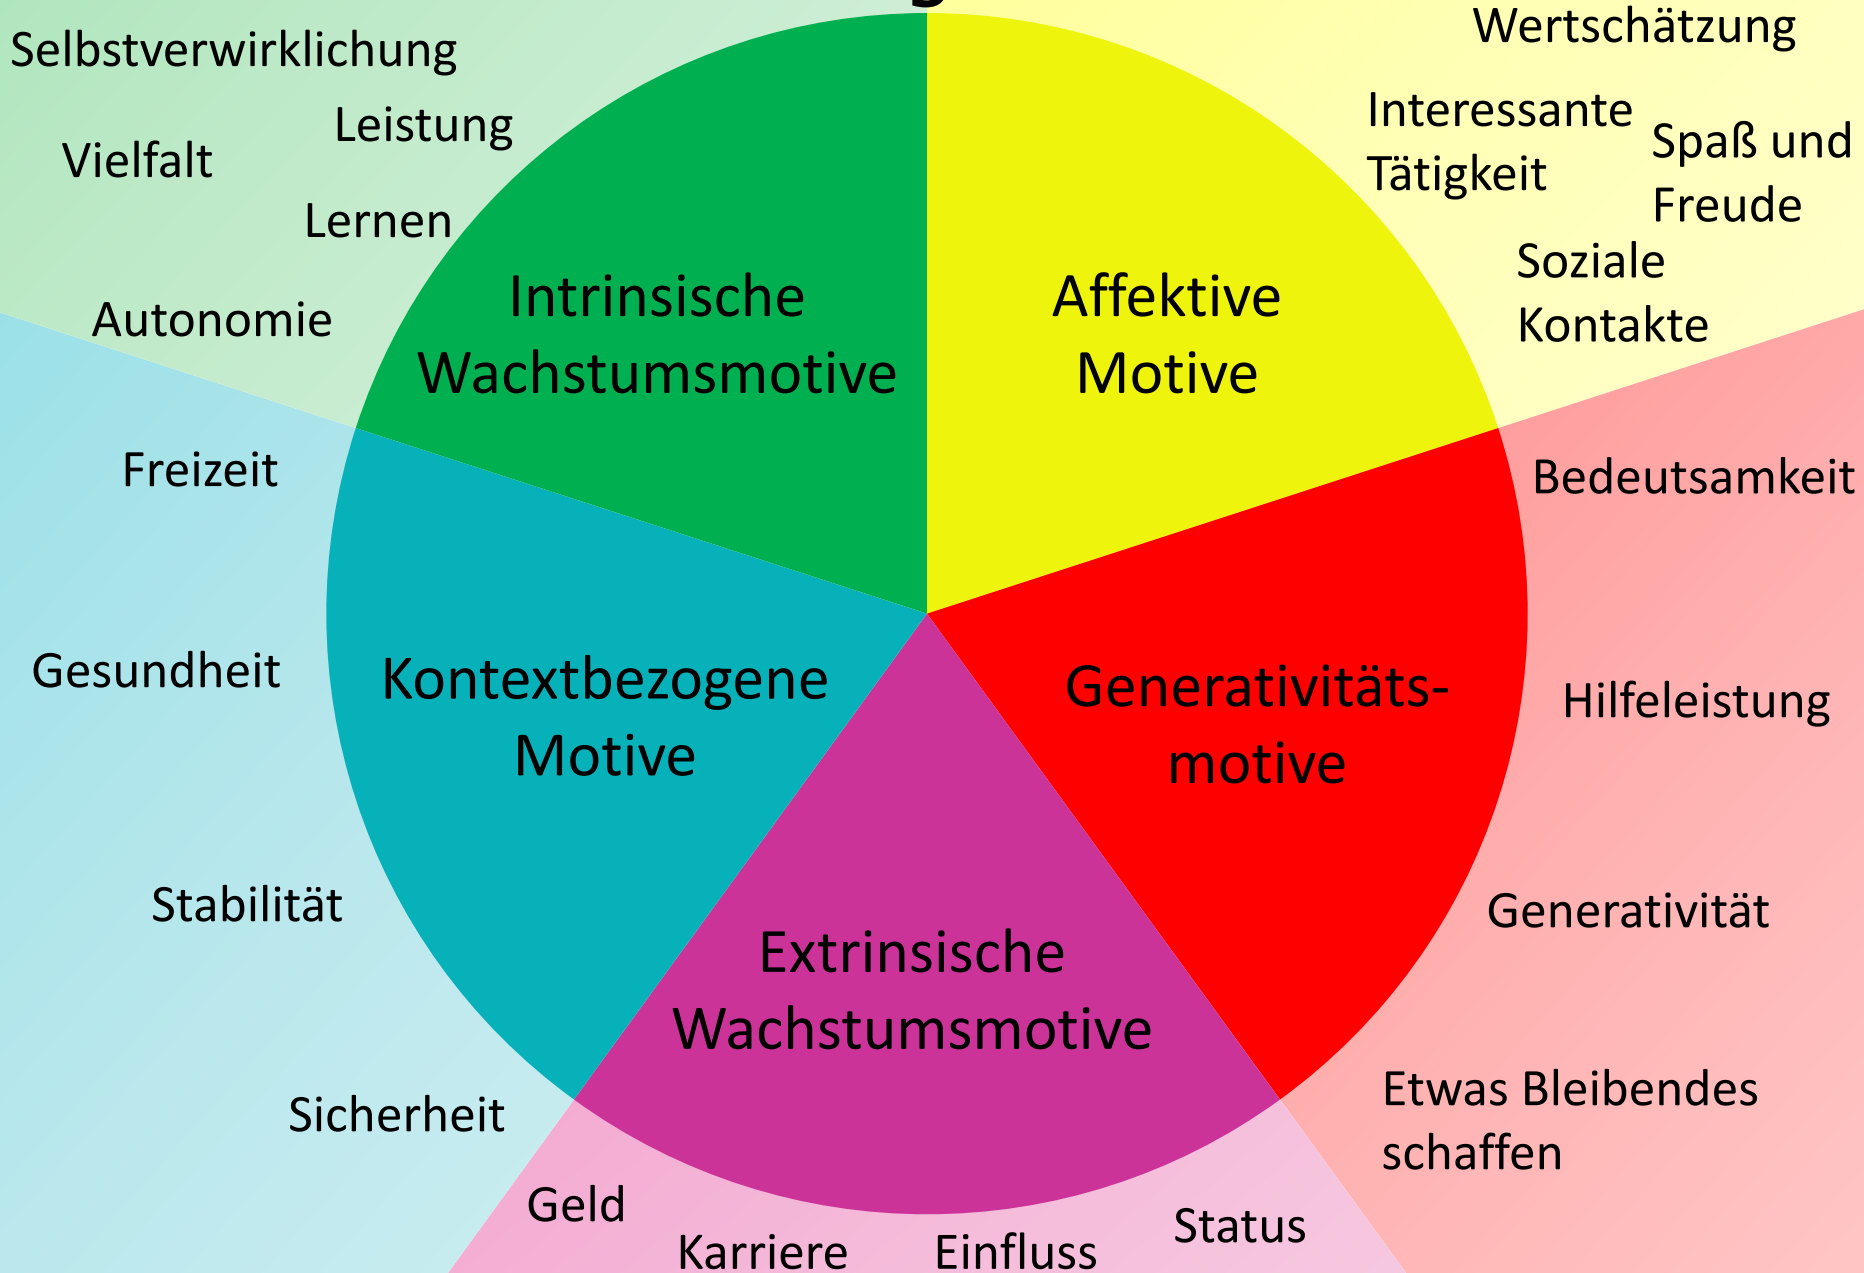 Selbstverwirklichung
Leistung
Vielfalt
Lernen
Autonomie
Wertschätzung
Interessante
Tätigkeit
Spaß und
Freude
Soziale
Kontakte
Intrinsische
Wachstumsmotive
Affektive
Motive
Freizeit
Gesundheit
Stabilität
Sicherheit
Kontextbezogene
Motive
Generativitäts-
motive
Bedeutsamkeit
Hilfeleistung
Generativität
Etwas Bleibendes
schaffen
Extrinsische
Wachstumsmotive
Geld
Karriere
Einfluss
Status